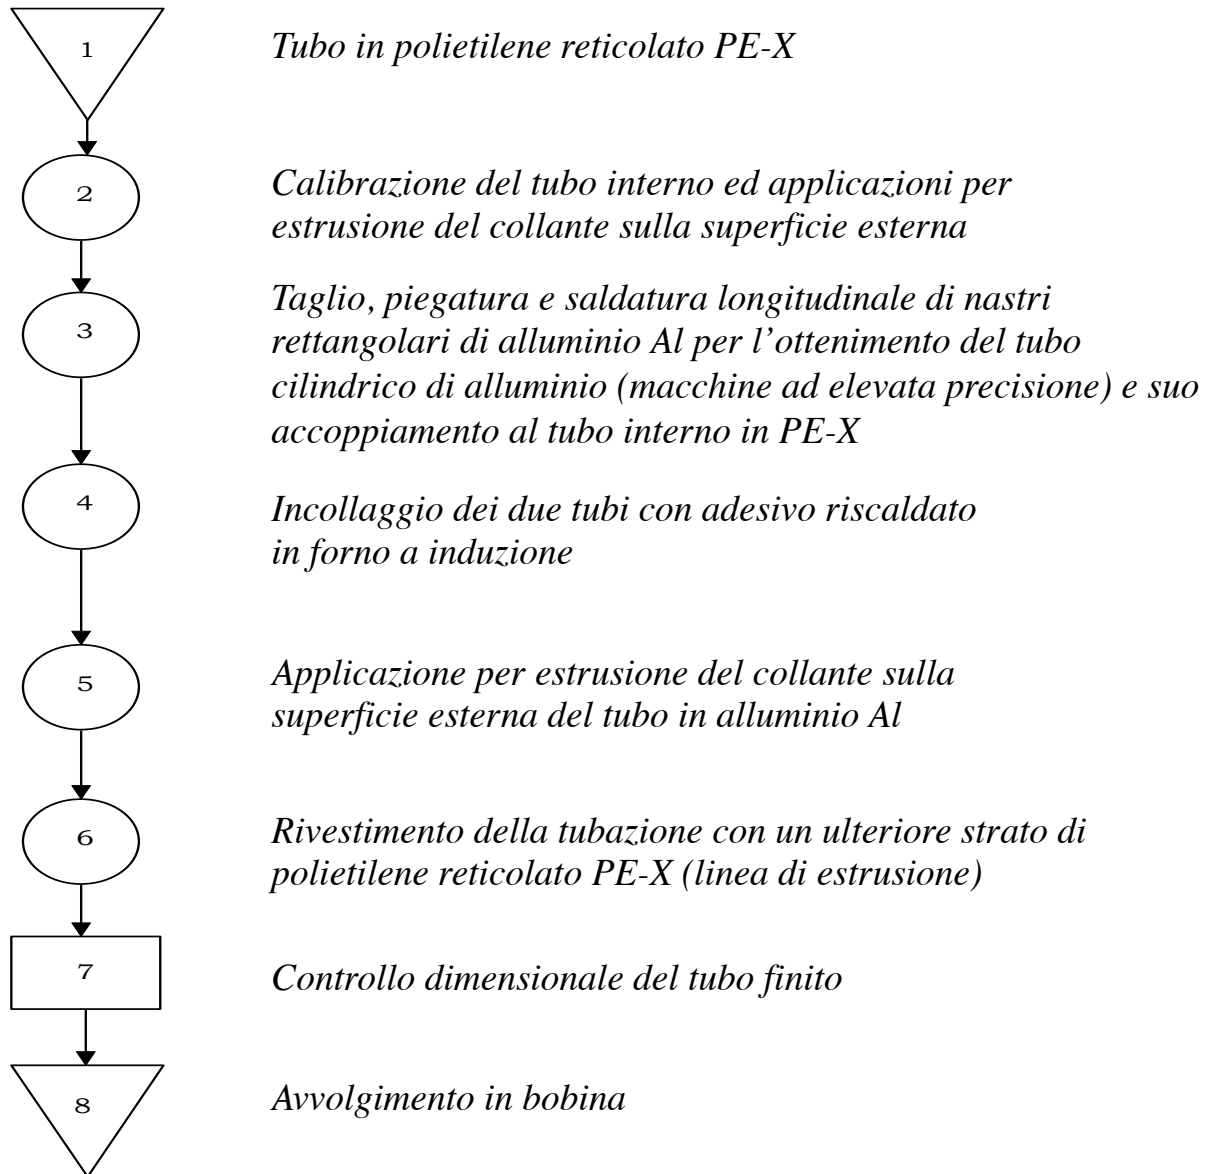 1
Tubo in polietilene reticolato PE-X
2
Calibrazione del tubo interno ed applicazioni per
estrusione del collante sulla superficie esterna
3
Taglio, piegatura e saldatura longitudinale di nastri
rettangolari di alluminio Al per l’ottenimento del tubo
cilindrico di alluminio (macchine ad elevata precisione) e suo
accoppiamento al tubo interno in PE-X
4
Incollaggio dei due tubi con adesivo riscaldato
in forno a induzione
5
Applicazione per estrusione del collante sulla
superficie esterna del tubo in alluminio Al
6
Rivestimento della tubazione con un ulteriore strato di
polietilene reticolato PE-X (linea di estrusione)
7
Controllo dimensionale del tubo finito
8
Avvolgimento in bobina